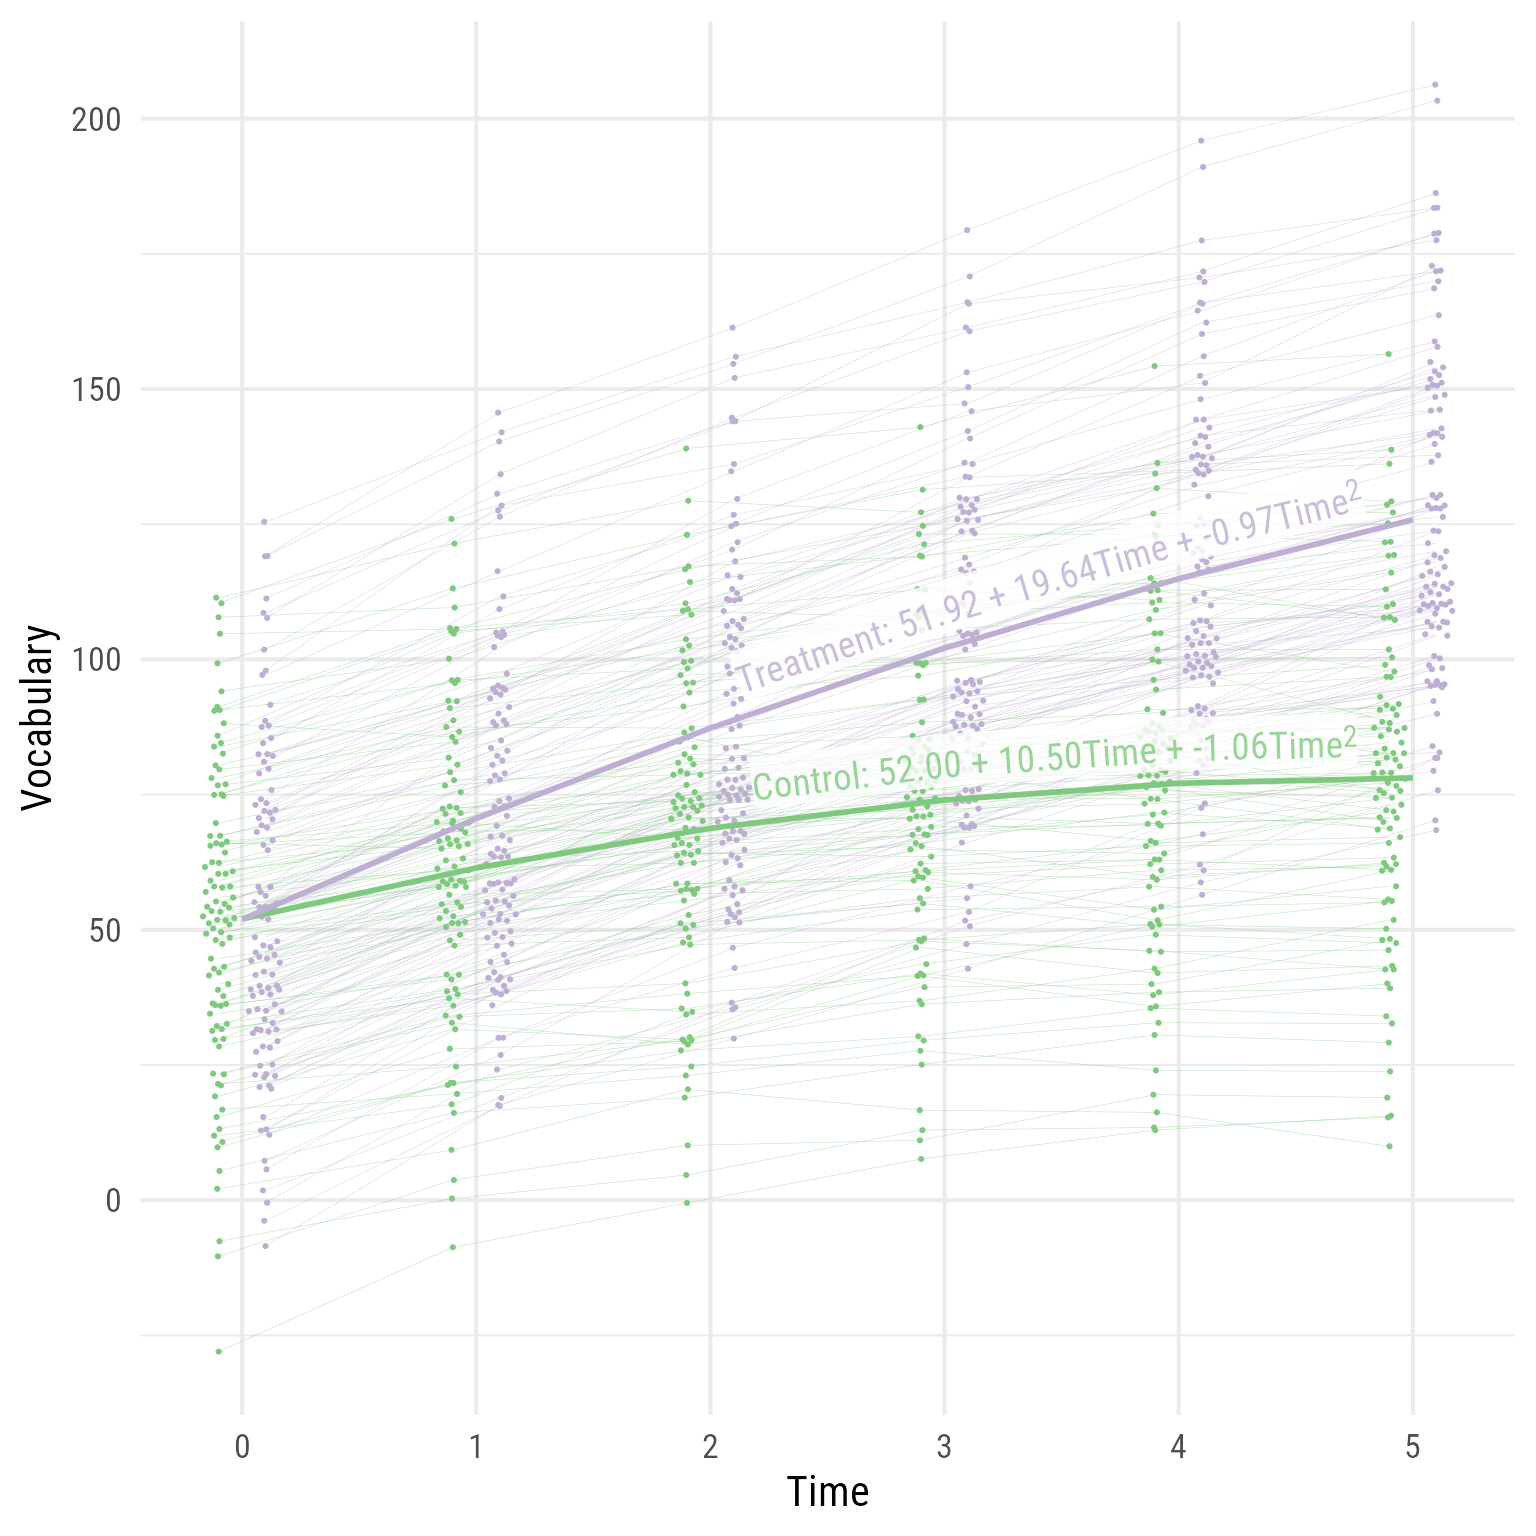 200
150
100
50
0
Vocabulary
Treatment: 51.92 + 19.64Time + -0.97Time²
Control: 52.00 + 10.50Time + -1.06Time²
0 1 2 3 4 5
Time